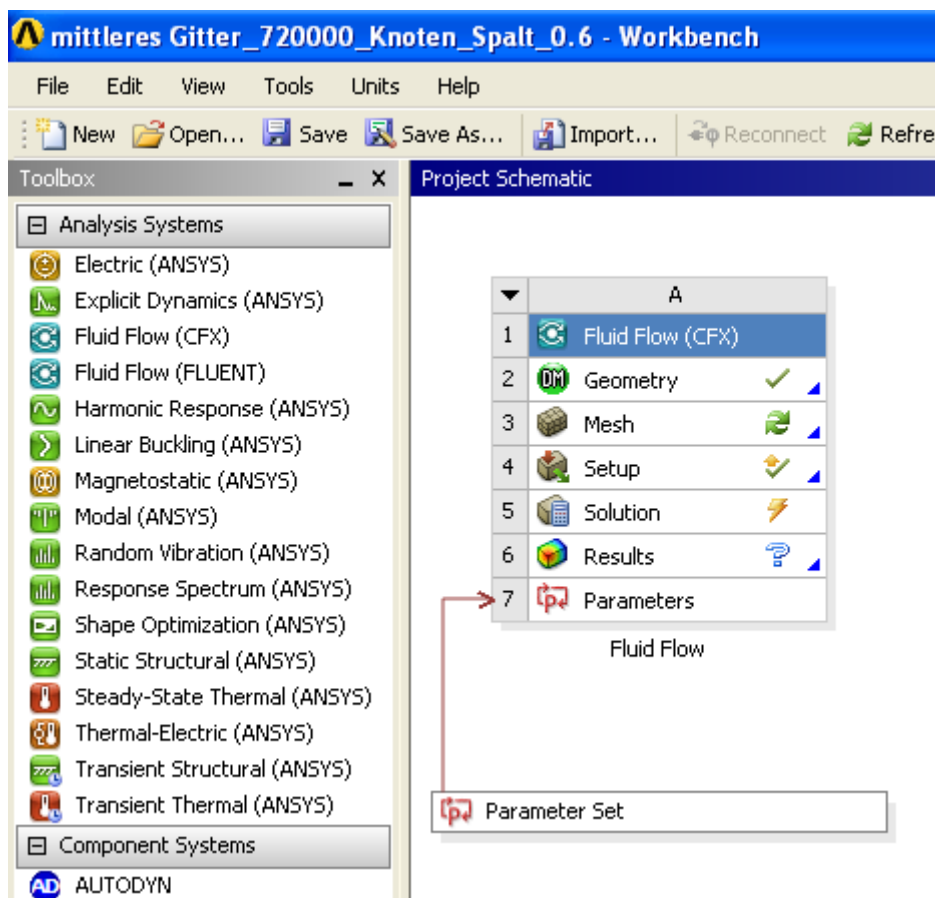 mittleres Gitter_720000_Knoten_Spalt_0.6 - Workbench
File Edit View Tools Units Help
New Open... Save Save As... Import... Reconnect Refre
Toolbox
Project Schematic
Analysis Systems
Electric (ANSYS)
Explicit Dynamics (ANSYS)
Fluid Flow (CFX)
Fluid Flow (FLUENT)
Harmonic Response (ANSYS)
Linear Buckling (ANSYS)
Magnetostatic (ANSYS)
Modal (ANSYS)
Random Vibration (ANSYS)
Response Spectrum (ANSYS)
Shape Optimization (ANSYS)
Static Structural (ANSYS)
Steady-State Thermal (ANSYS)
Thermal-Electric (ANSYS)
Transient Structural (ANSYS)
Transient Thermal (ANSYS)
Component Systems
AD AUTODYN
A
1 Fluid Flow (CFX)
2 DM Geometry
3 Mesh
4 Setup
5 Solution
6 Results ?
7 p Parameters
Fluid Flow
p Parameter Set